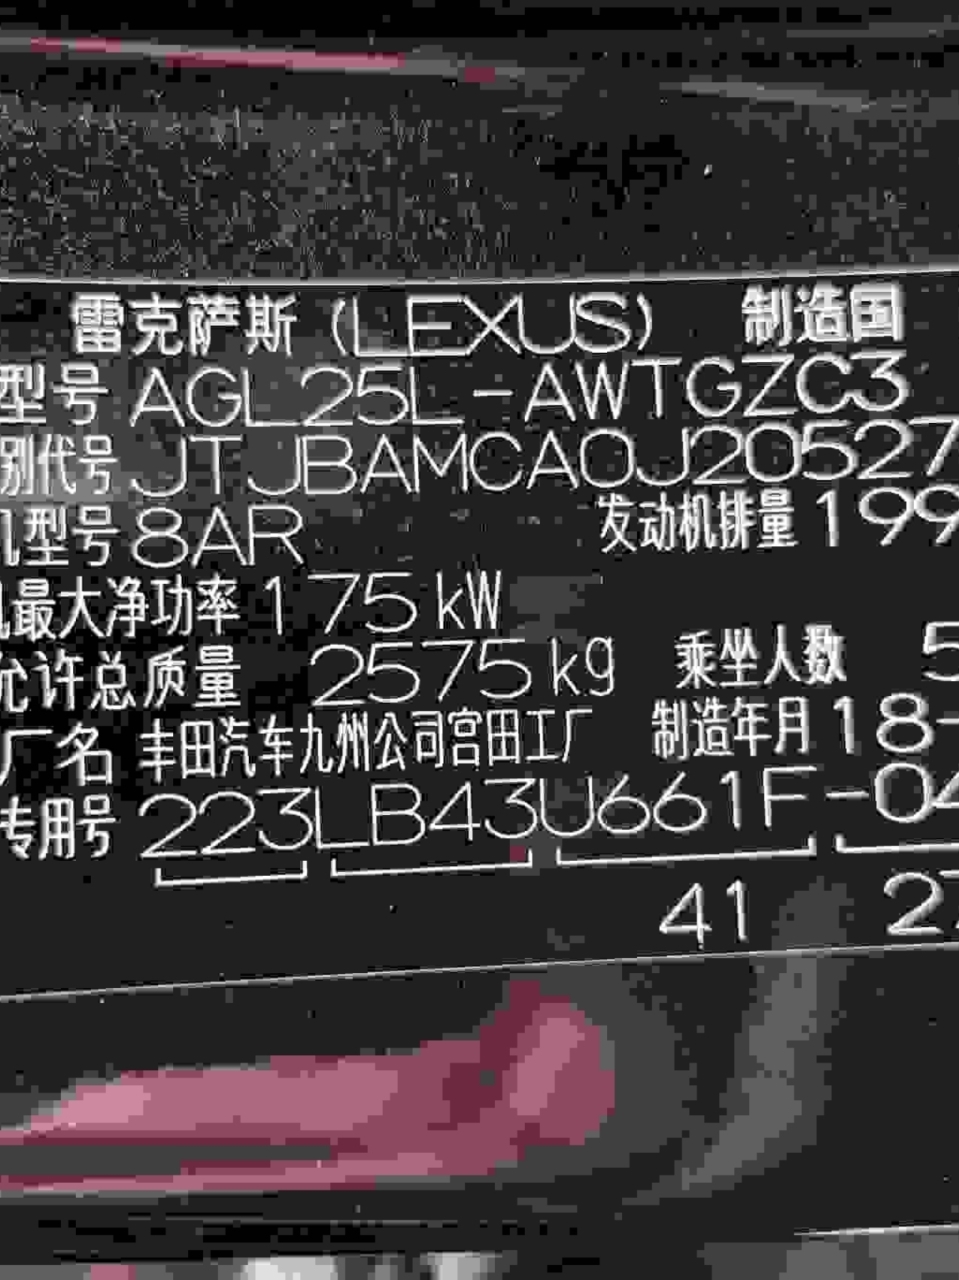 雷克萨斯 (LEXUS) 制造国
型号 AGL25L-AWTGZC3
别代号 JTJBAMCA0J20527
机型号 8AR 发动机排量 199
机最大净功率 175 kW
允许总质量 2575 kg 乘坐人数 5
厂名 丰田汽车九州公司宫田工厂 制造年月 18-
专用号 223LB43U661F-04
41 27